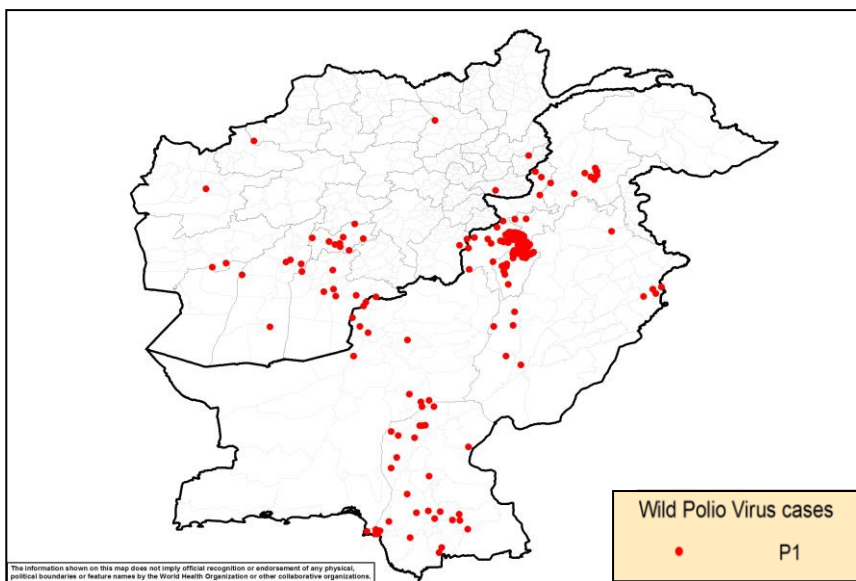 Wild Polio Virus cases
P1
The information shown on this map does not imply official recognition or endorsement of any physical,
political boundaries or feature names by the World Health Organization or other collaborative organizations.